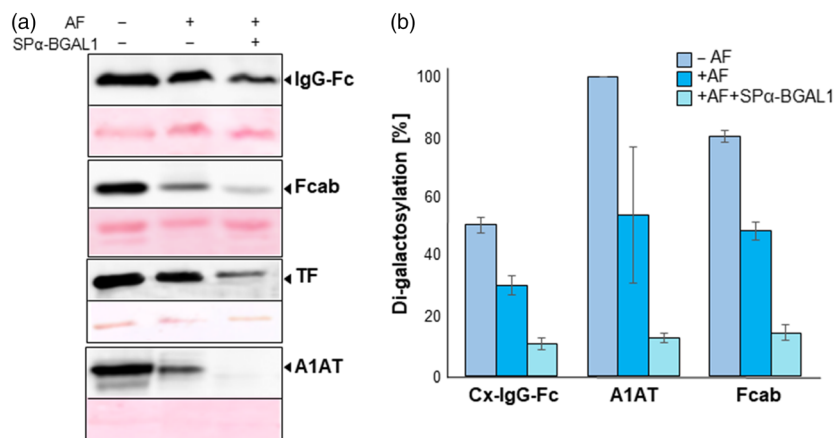 (a)
AF − + +
SPα-BGAL1 − − +
IgG-Fc
Fcab
TF
A1AT
(b)
− AF
+AF
+AF+SPα-BGAL1
Di-galactosylation [%]
100
80
60
40
20
0
Cx-IgG-Fc A1AT Fcab